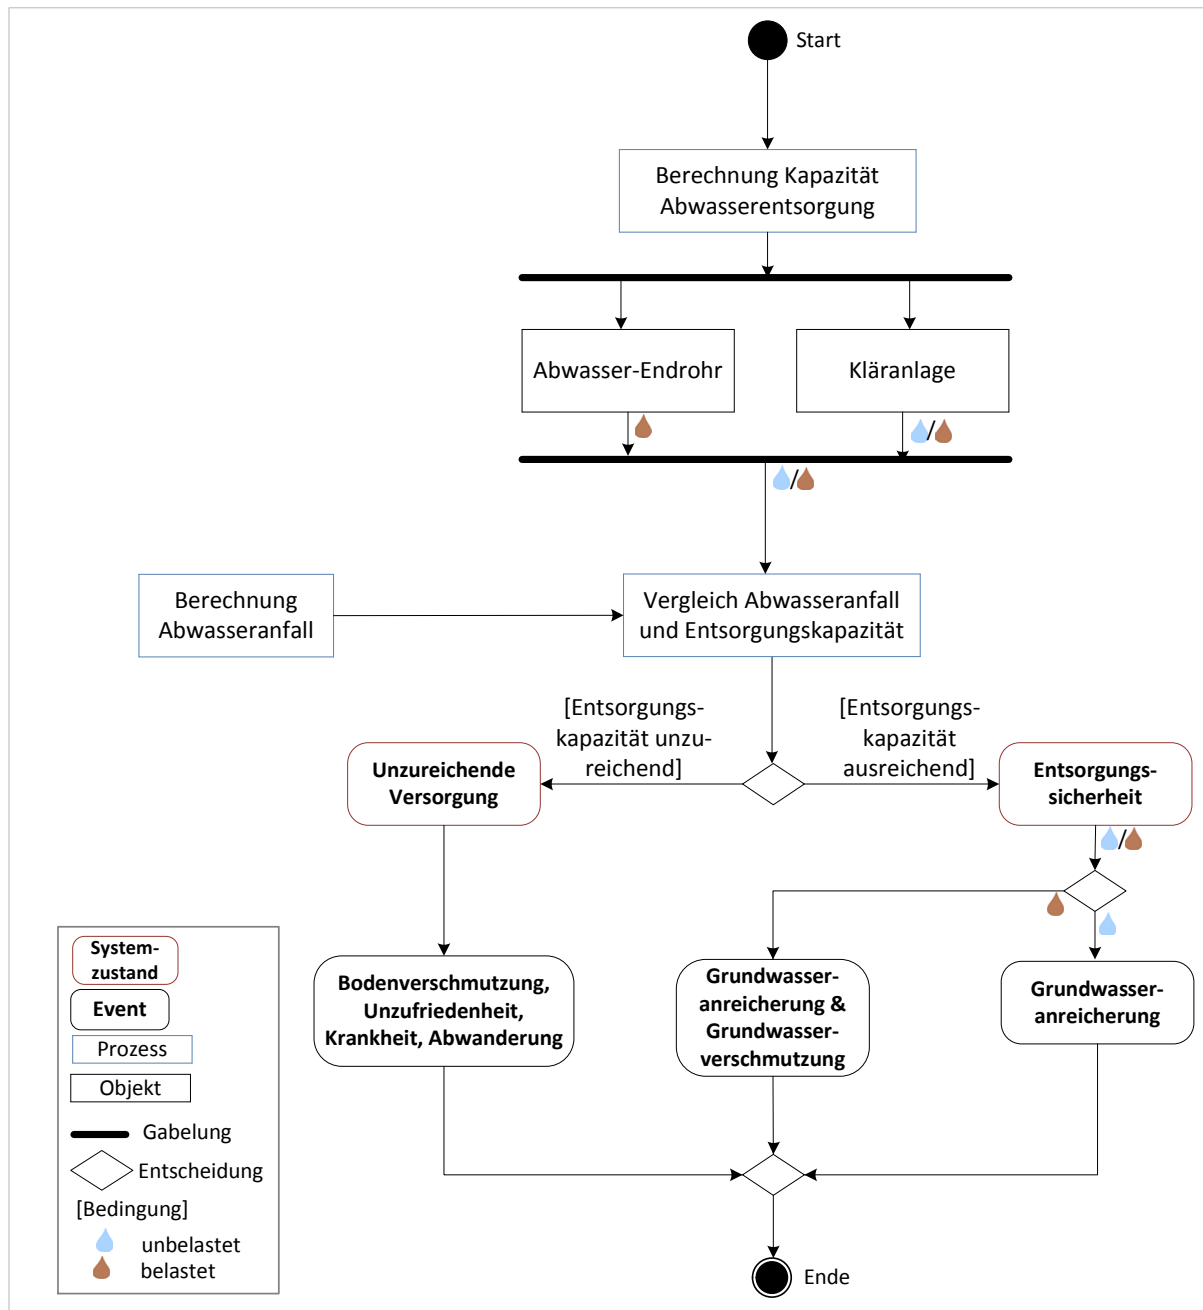 Start
Berechnung Kapazität
Abwasserentsorgung
Abwasser-Endrohr
Kläranlage
/
/
Berechnung
Abwasseranfall
Vergleich Abwasseranfall
und Entsorgungskapazität
[Entsorgungs-
kapazität unzu-
reichend]
[Entsorgungs-
kapazität
ausreichend]
Unzureichende
Versorgung
Entsorgungs-
sicherheit
/
Bodenverschmutzung,
Unzufriedenheit,
Krankheit, Abwanderung
Grundwasser-
anreicherung &
Grundwasser-
verschmutzung
Grundwasser-
anreicherung
Ende
System-
zustand
Event
Prozess
Objekt
Gabelung
Entscheidung
[Bedingung]
unbelastet
belastet